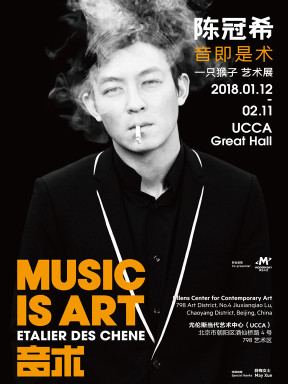 陈冠希
音即是术
一只猴子 艺术展
2018.01.12
-
02.11
UCCA
Great Hall
MUSIC
IS ART
ETALIER DES CHENE
音术
Ullens Center for Contemporary Art
798 Art District, No.4 Jiuxianqiao Lu,
Chaoyang District, Beijing, China
尤伦斯当代艺术中心（UCCA）
北京市朝阳区酒仙桥路 4 号
798 艺术区
May Xue